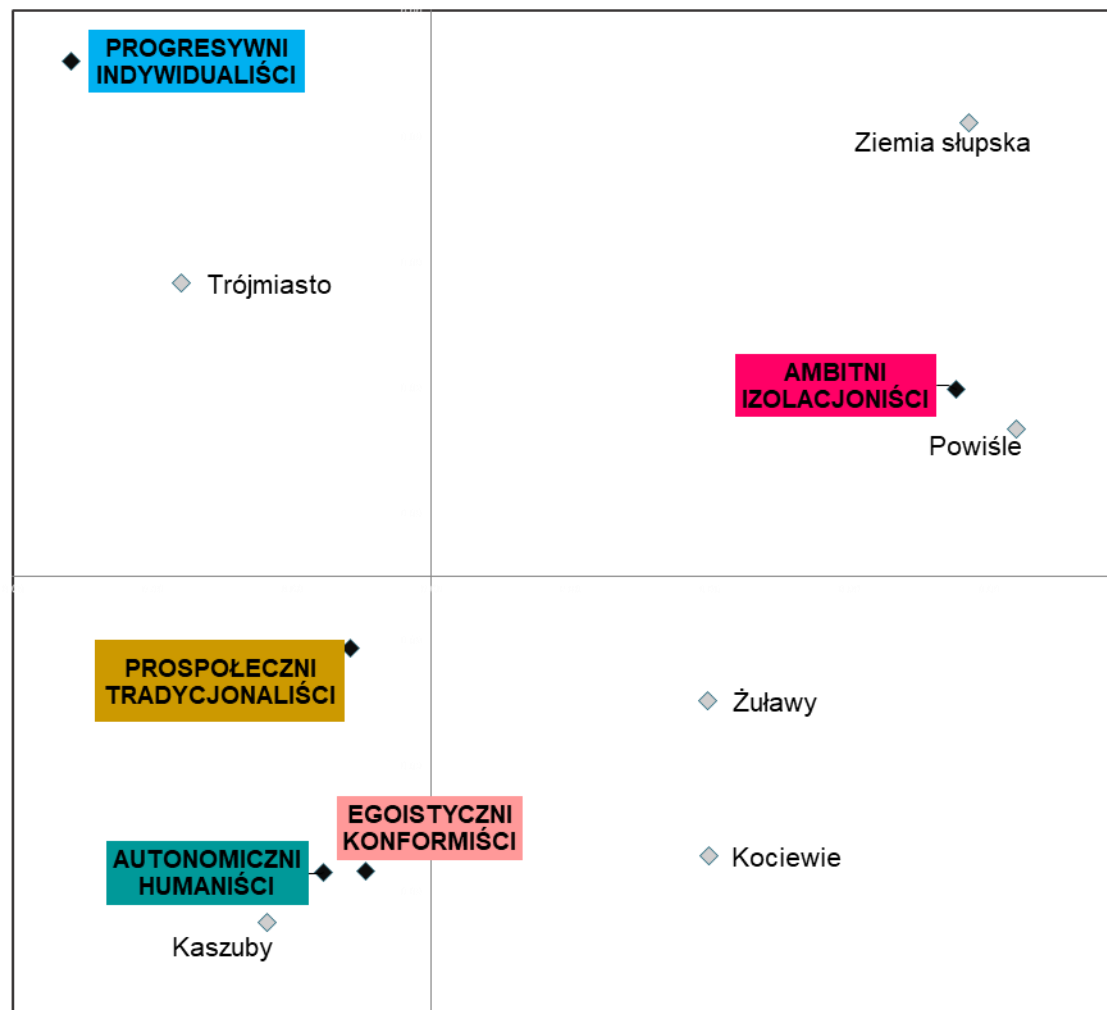 PROGRESYWNI
INDYWIDUALIŚCI
Ziemia słupska
Trójmiasto
AMBITNI
IZOLACJONIŚCI
Powiśle
PROSPOŁECZNI
TRADYCJONALIŚCI
Żuławy
EGOISTYCZNI
KONFORMIŚCI
AUTONOMICZNI
HUMANIŚCI
Kociewie
Kaszuby